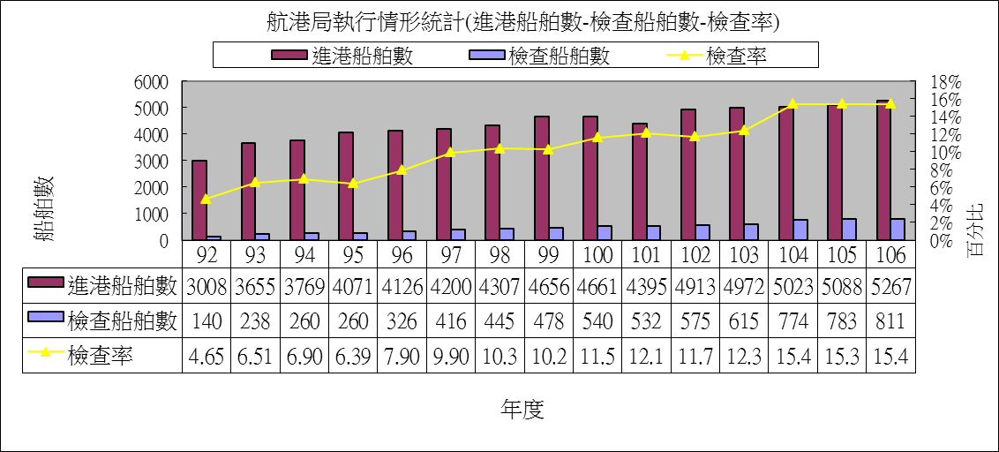 航港局執行情形統計(進港船舶數-檢查船舶數-檢查率)
進港船舶數 檢查船舶數 檢查率
6000
5000
4000
3000
2000
1000
0
船舶數
18%
16%
14%
12%
10%
8%
6%
4%
2%
0%
百分比
92 93 94 95 96 97 98 99 100 101 102 103 104 105 106
進港船舶數 3008 3655 3769 4071 4126 4200 4307 4656 4661 4395 4913 4972 5023 5088 5267
檢查船舶數 140 238 260 260 326 416 445 478 540 532 575 615 774 783 811
檢查率 4.65 6.51 6.90 6.39 7.90 9.90 10.3 10.2 11.5 12.1 11.7 12.3 15.4 15.3 15.4
年度